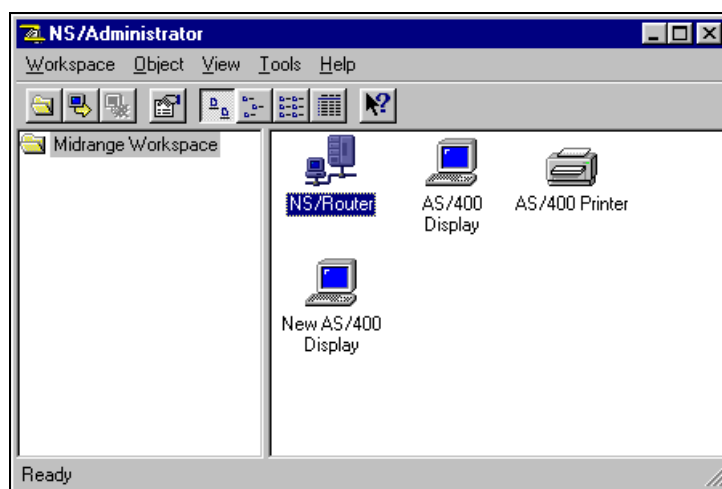 NS/Administrator
Workspace Object View Tools Help
Midrange Workspace
NS/Router
AS/400
Display
AS/400 Printer
New AS/400
Display
Ready